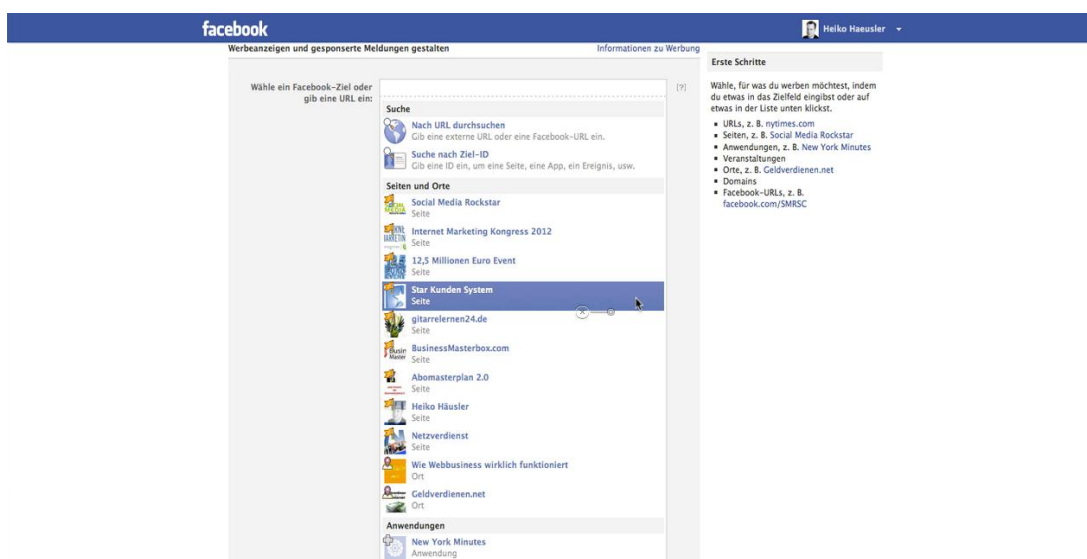 facebook
Heiko Haeusler
Werbeanzeigen und gesponserte Meldungen gestalten
Informationen zu Werbung
Wähle ein Facebook-Ziel oder
gib eine URL ein:
[?]
Suche
Nach URL durchsuchen
Gib eine externe URL oder eine Facebook-URL ein.
Suche nach Ziel-ID
Gib eine ID ein, um eine Seite, eine App, ein Ereignis, usw.
Seiten und Orte
Social Media Rockstar
Seite
Internet Marketing Kongress 2012
Seite
12,5 Millionen Euro Event
Seite
Star Kunden System
Seite
gitarrelernen24.de
Seite
BusinessMasterbox.com
Seite
Abomasterplan 2.0
Seite
Heiko Häusler
Seite
Netzverdienst
Seite
Wie Webbusiness wirklich funktioniert
Ort
Geldverdienen.net
Ort
Anwendungen
New York Minutes
Anwendung
Erste Schritte
Wähle, für was du werben möchtest, indem
du etwas in das Zielfeld eingibst oder auf
etwas in der Liste unten klickst.
▪ URLs, z. B. nytimes.com
▪ Seiten, z. B. Social Media Rockstar
▪ Anwendungen, z. B. New York Minutes
▪ Veranstaltungen
▪ Orte, z. B. Geldverdienen.net
▪ Domains
▪ Facebook-URLs, z. B.
facebook.com/SMRSC